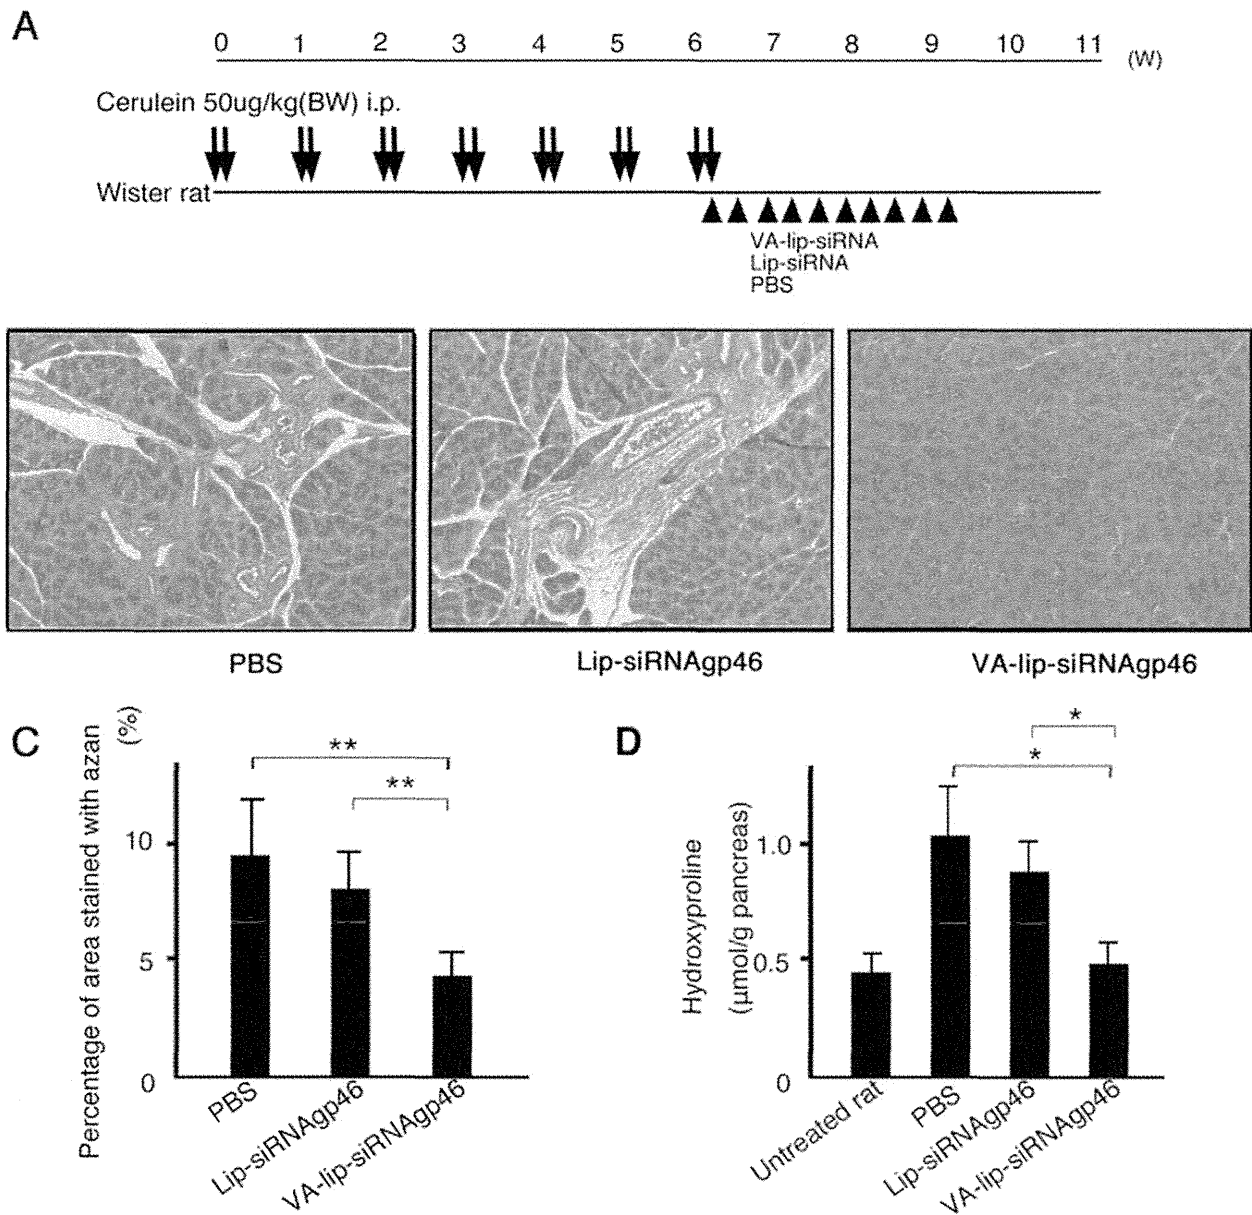 A
0 1 2 3 4 5 6 7 8 9 10 11 (W)
Cerulein 50ug/kg(BW) i.p.
Wister rat
VA-lip-siRNA
Lip-siRNA
PBS
PBS
Lip-siRNAgp46
VA-lip-siRNAgp46
C
Percentage of area stained with azan (%)
**
**
10
5
0
PBS
Lip-siRNAgp46
VA-lip-siRNAgp46
D
Hydroxyproline
(μmol/g pancreas)
*
*
1.0
0.5
0
Untreated rat
PBS
Lip-siRNAgp46
VA-lip-siRNAgp46